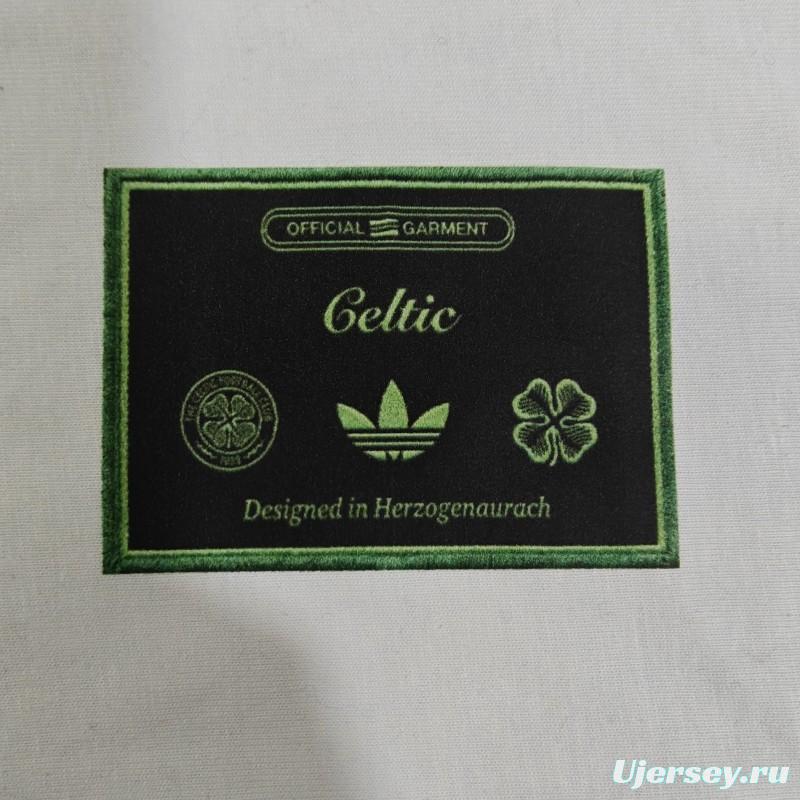 OFFICIAL GARMENT
Celtic
THE CELTIC FOOTBALL CLUB
1888
Designed in Herzogenaurach
Ujersey.ru